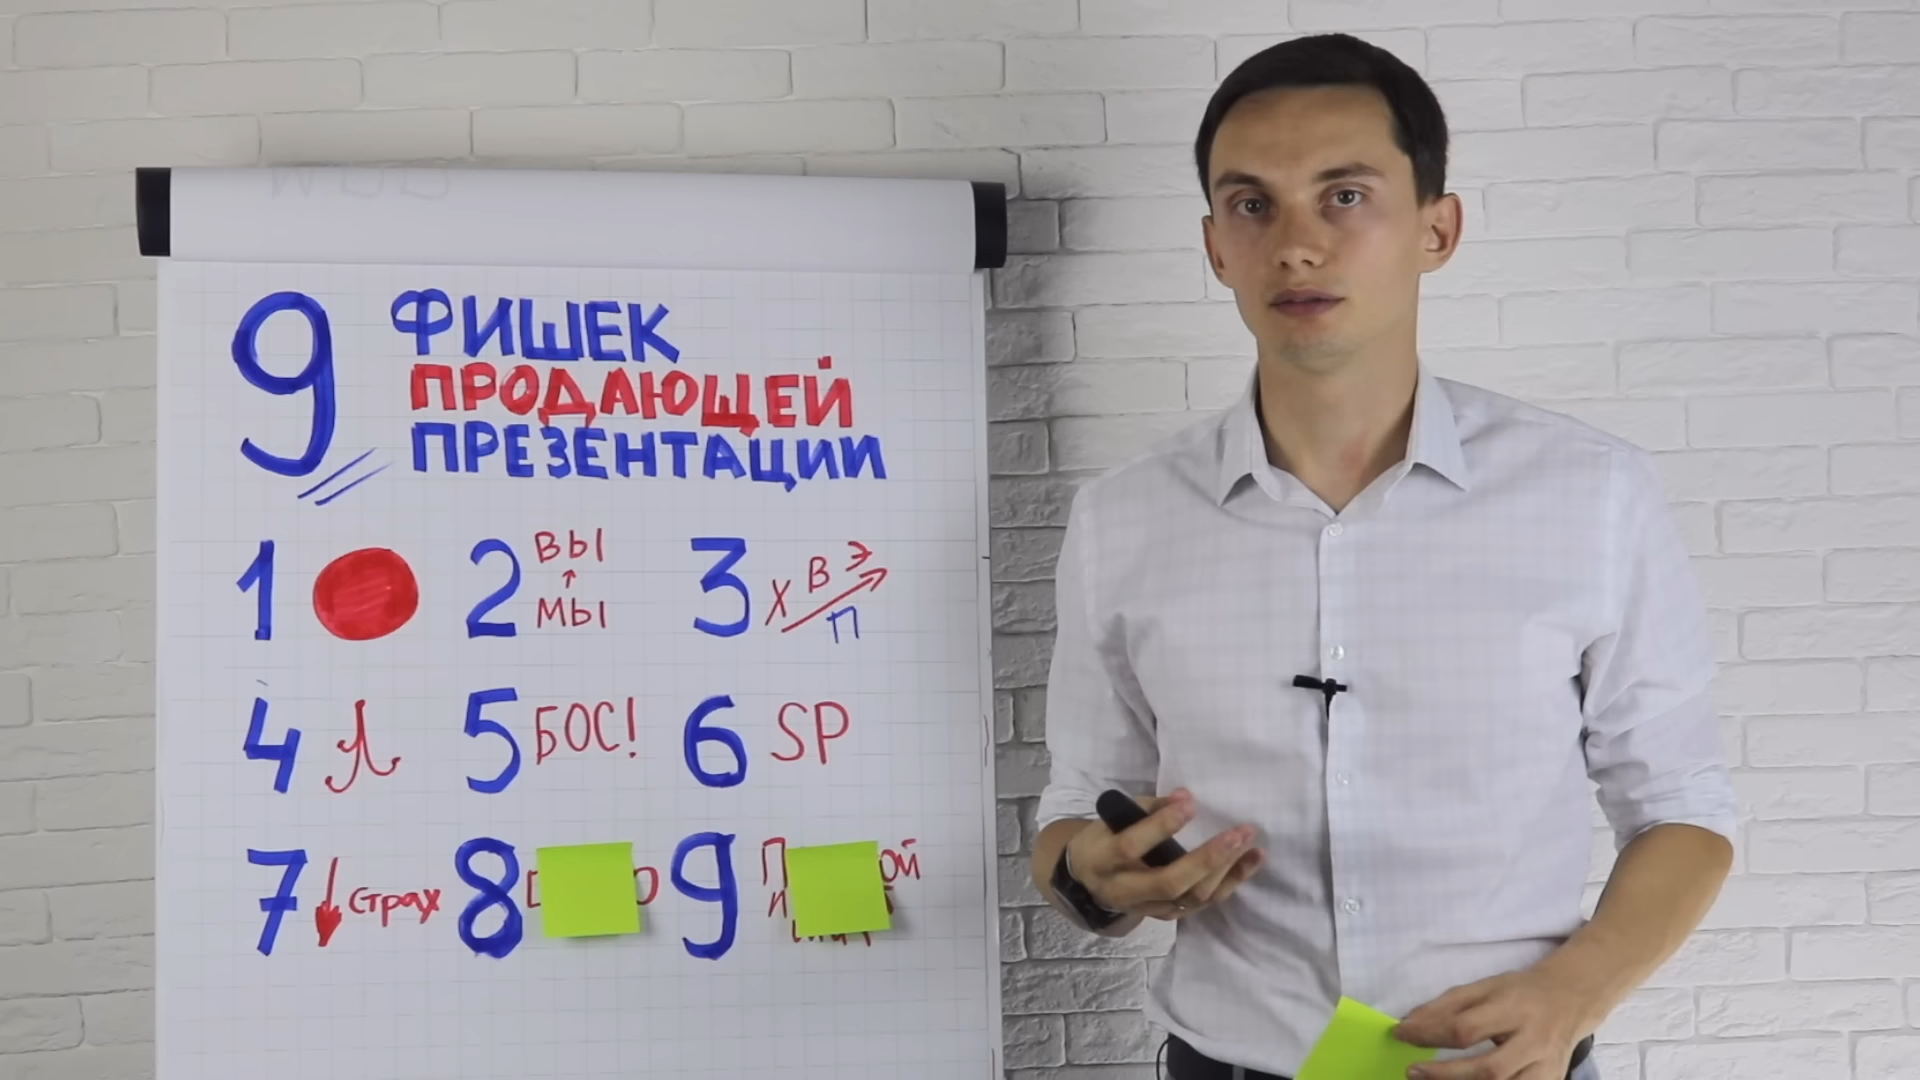 9 ФИШЕК
ПРОДАЮЩЕЙ
ПРЕЗЕНТАЦИИ
1
2 ВЫ
МЫ
3 Х В Э
П
4
5 БОС!
6 SP
7 страх
8
9